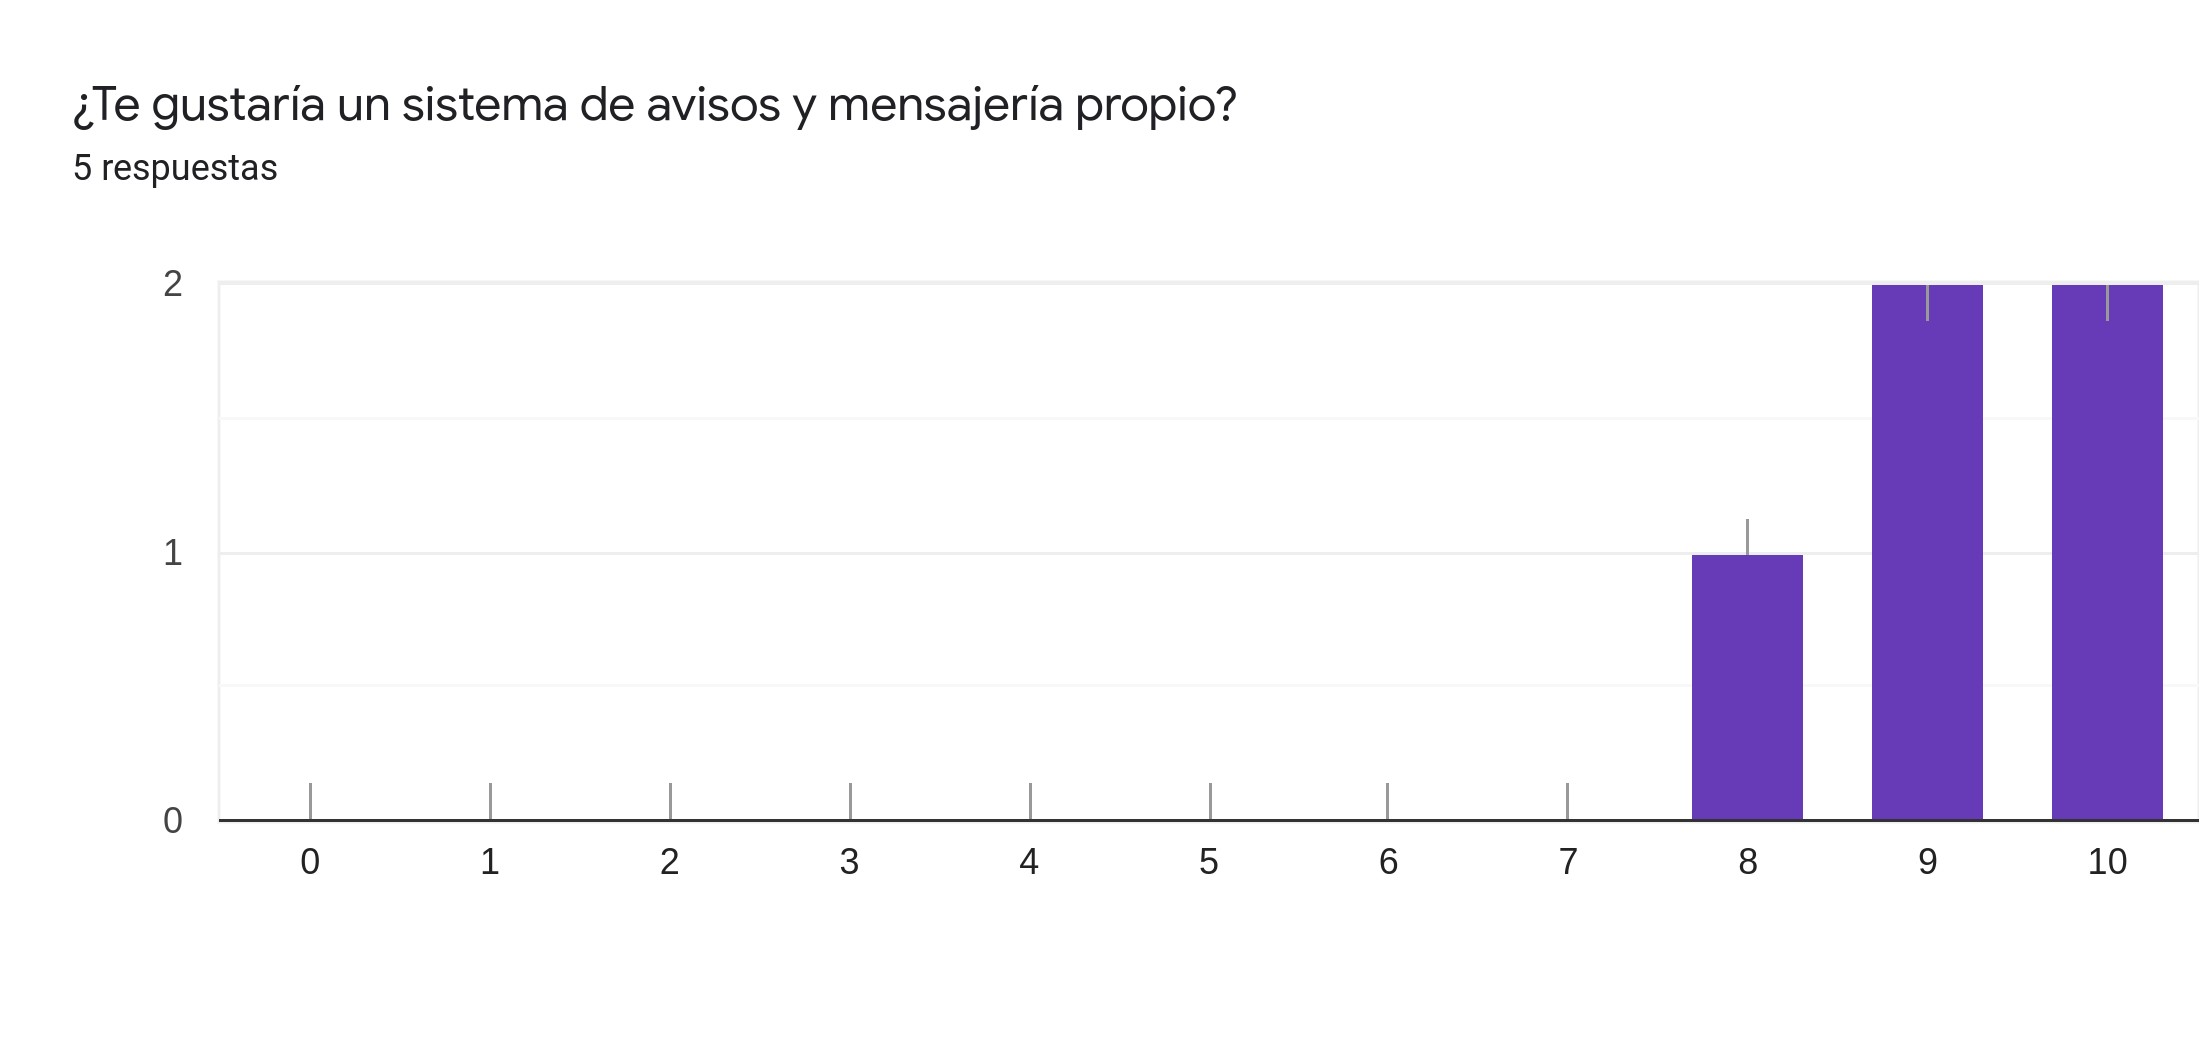 ¿Te gustaría un sistema de avisos y mensajería propio?
5 respuestas
2
1
0
0 1 2 3 4 5 6 7 8 9 10